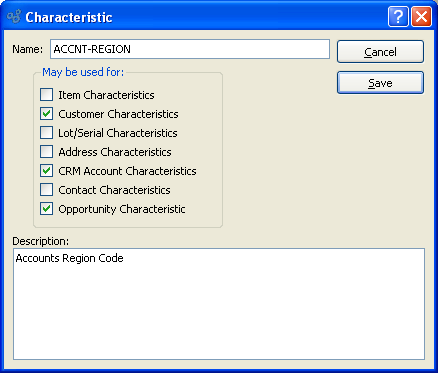 Characteristic
Name: ACCNT-REGION
Cancel
May be used for:
Save
Item Characteristics
Customer Characteristics
Lot/Serial Characteristics
Address Characteristics
CRM Account Characteristics
Contact Characteristics
Opportunity Characteristic
Description:
Accounts Region Code